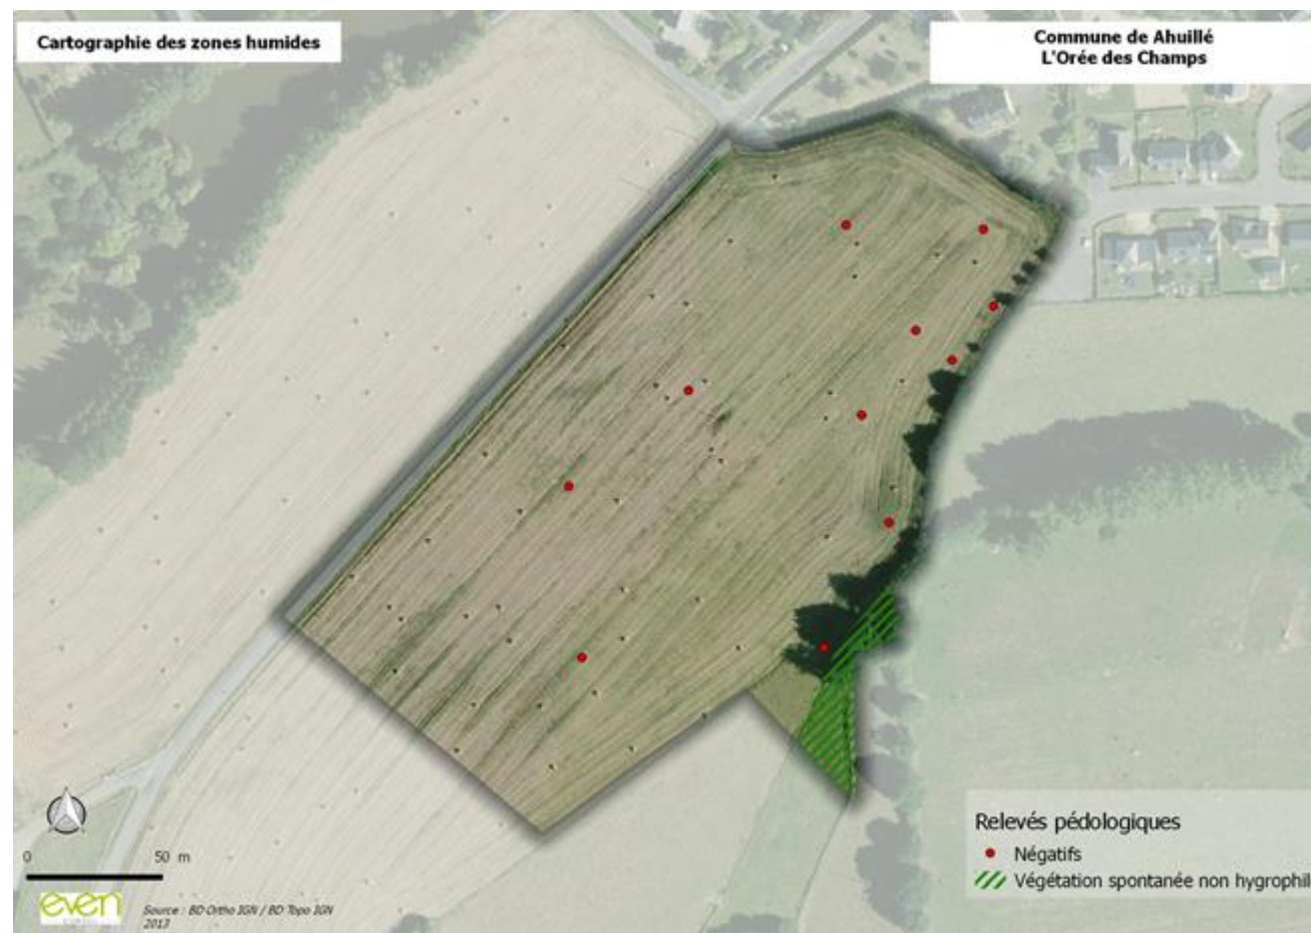 Cartographie des zones humides
Commune de Ahuillé
L'Orée des Champs
Relevés pédologiques
Négatifs
Végétation spontanée non hygrophil
0 50 m
even
Source : BD Ortho IGN / BD Topo IGN
2013